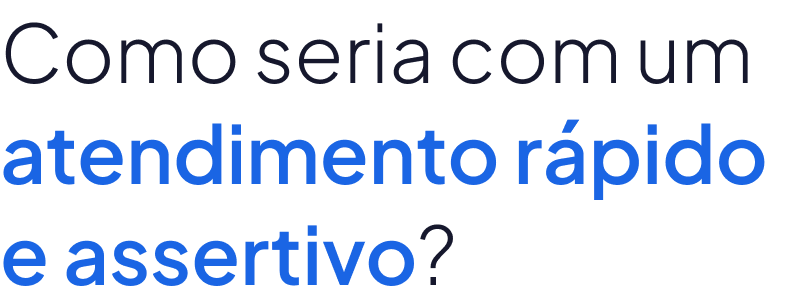 Como seria com um
atendimento rápido
e assertivo?